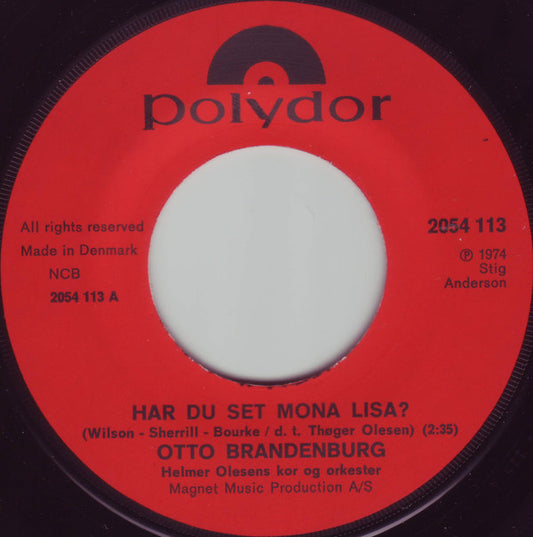 polydor
All rights reserved
Made in Denmark
NCB
2054 113 A
2054 113
℗ 1974
Stig
Anderson
HAR DU SET MONA LISA?
(Wilson - Sherrill - Bourke / d. t. Thøger Olesen) (2:35)
OTTO BRANDENBURG
Helmer Olesens kor og orkester
Magnet Music Production A/S